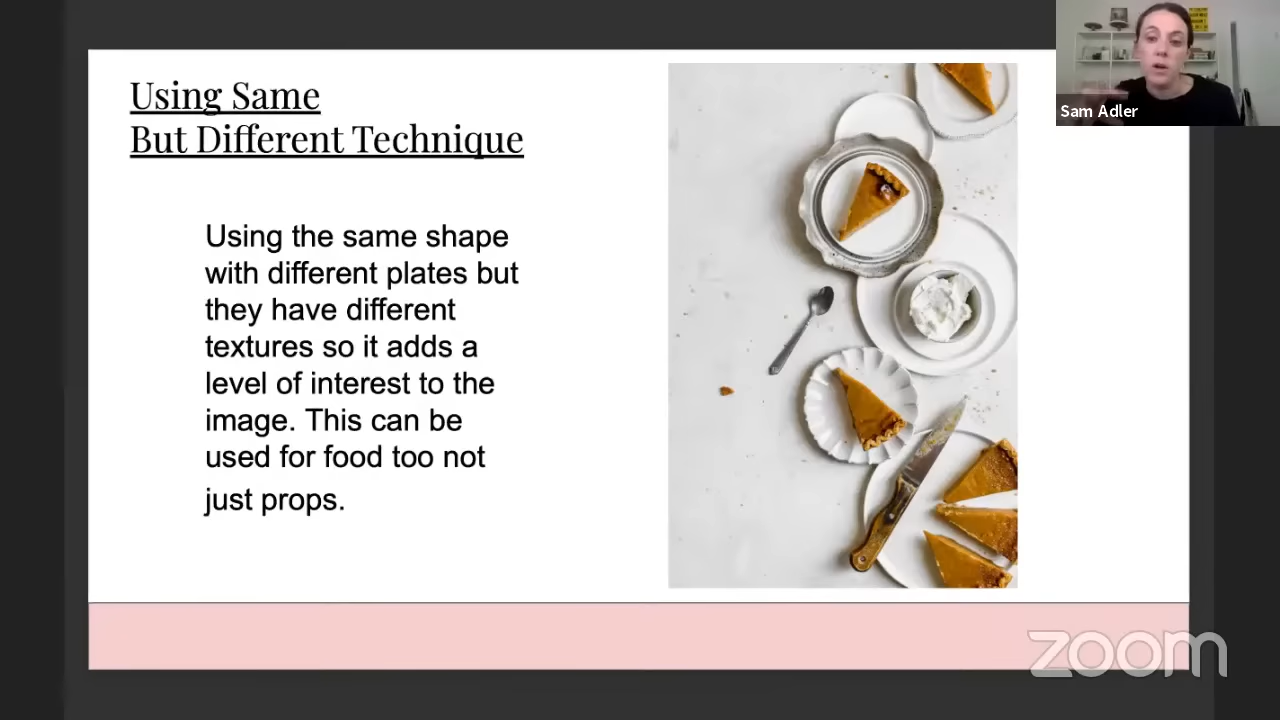 Using Same
But Different Technique
Using the same shape
with different plates but
they have different
textures so it adds a
level of interest to the
image. This can be
used for food too not
just props.
Sam Adler
zoom